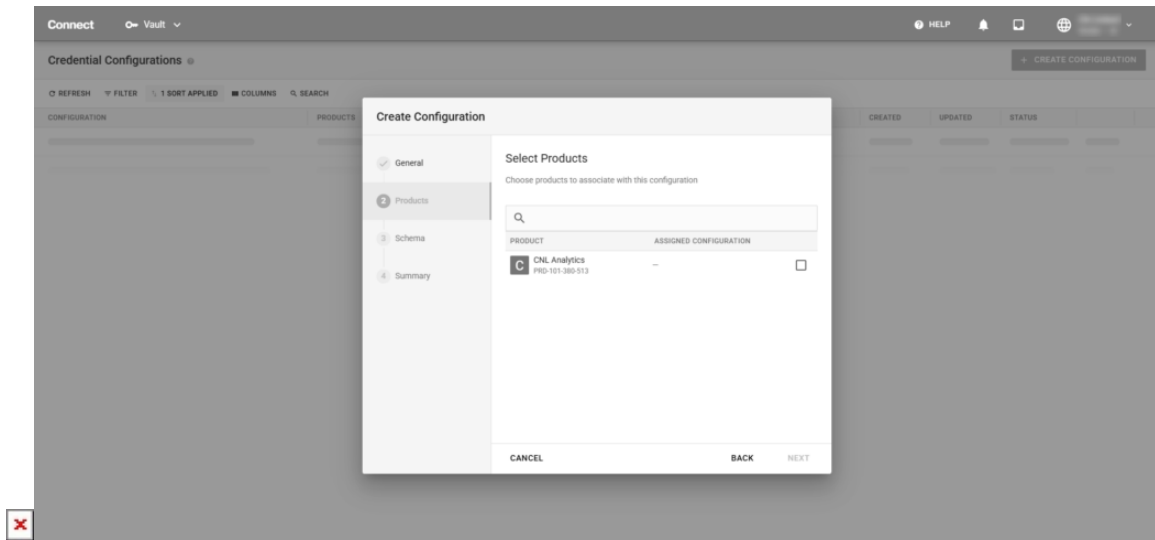 Connect Vault HELP
Credential Configurations + CREATE CONFIGURATION
REFRESH FILTER 1 SORT APPLIED COLUMNS SEARCH
CONFIGURATION PRODUCTS CREATED UPDATED STATUS
Create Configuration
General
2 Products
3 Schema
4 Summary
Select Products
Choose products to associate with this configuration
PRODUCT ASSIGNED CONFIGURATION
C CNL Analytics –
PRD-101-380-513
CANCEL BACK NEXT